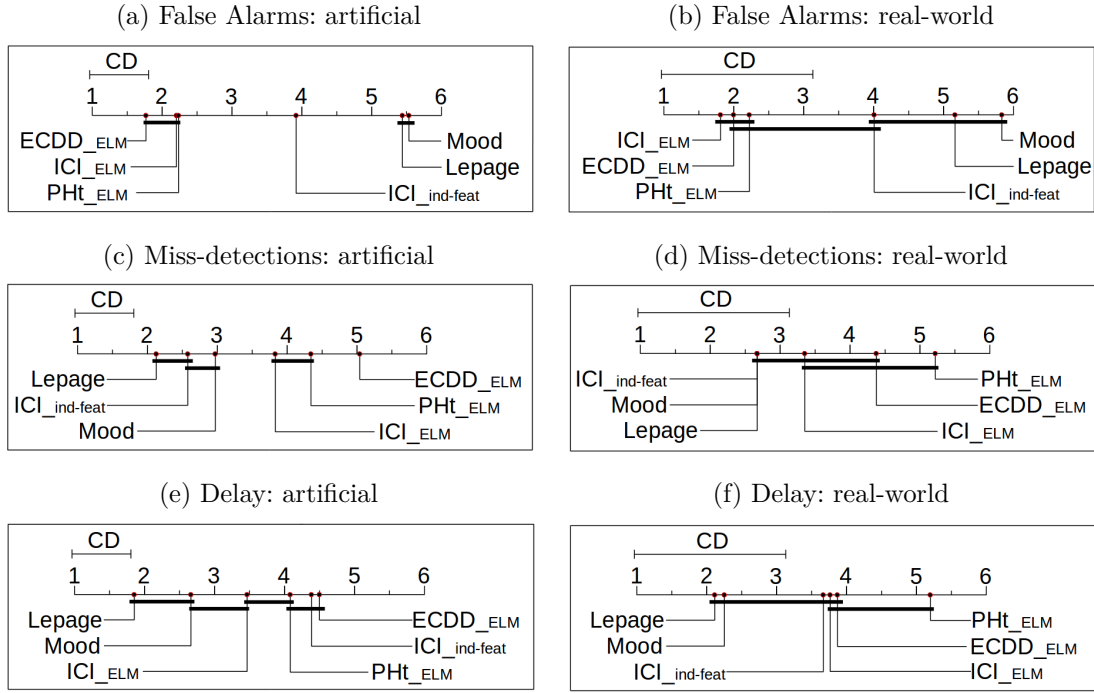 (a) False Alarms: artificial
CD
1 2 3 4 5 6
ECDD_ELM
ICI_ELM
PHt_ELM
Mood
Lepage
ICI_ind-feat
(b) False Alarms: real-world
CD
1 2 3 4 5 6
ICI_ELM
ECDD_ELM
PHt_ELM
Mood
Lepage
ICI_ind-feat
(c) Miss-detections: artificial
CD
1 2 3 4 5 6
Lepage
ICI_ind-feat
Mood
ECDD_ELM
PHt_ELM
ICI_ELM
(d) Miss-detections: real-world
CD
1 2 3 4 5 6
ICI_ind-feat
Mood
Lepage
PHt_ELM
ECDD_ELM
ICI_ELM
(e) Delay: artificial
CD
1 2 3 4 5 6
Lepage
Mood
ICI_ELM
ECDD_ELM
ICI_ind-feat
PHt_ELM
(f) Delay: real-world
CD
1 2 3 4 5 6
Lepage
Mood
ICI_ind-feat
PHt_ELM
ECDD_ELM
ICI_ELM